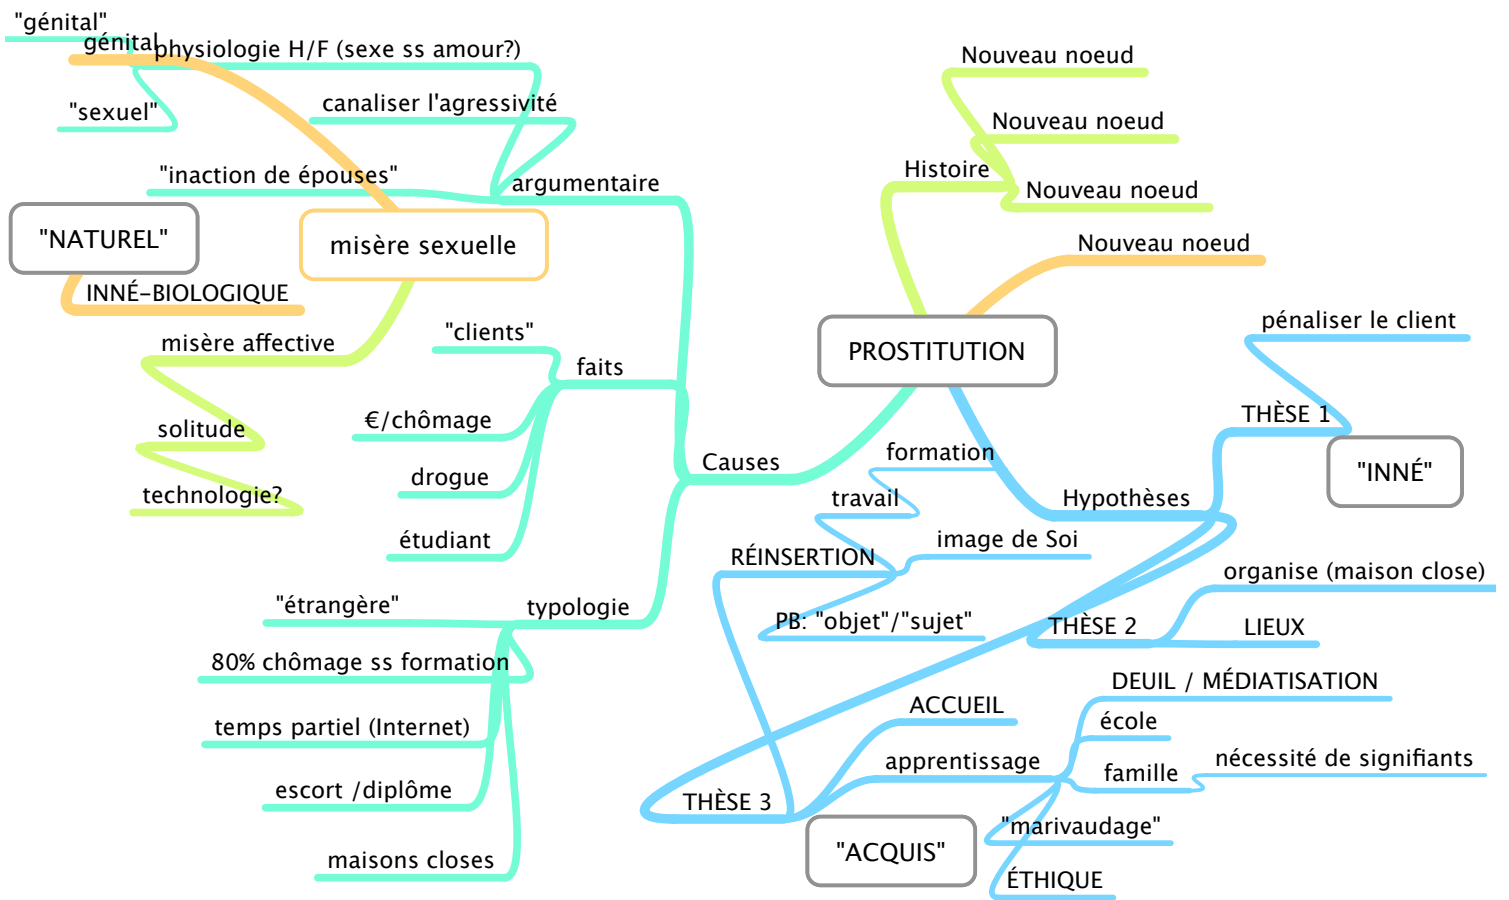 "génital"
génital
physiologie H/F (sexe ss amour?)
"sexuel"
canaliser l'agressivité
"inaction de épouses"
argumentaire
"NATUREL"
misère sexuelle
INNÉ-BIOLOGIQUE
misère affective
solitude
technologie?
"clients"
faits
€/chômage
drogue
étudiant
Causes
"étrangère"
typologie
80% chômage ss formation
temps partiel (Internet)
escort /diplôme
maisons closes
Nouveau noeud
Nouveau noeud
Histoire
Nouveau noeud
Nouveau noeud
PROSTITUTION
pénaliser le client
THÈSE 1
"INNÉ"
formation
travail
Hypothèses
image de Soi
RÉINSERTION
PB: "objet"/"sujet"
organise (maison close)
THÈSE 2
LIEUX
DEUIL / MÉDIATISATION
ACCUEIL
école
apprentissage
famille
nécessité de signifiants
THÈSE 3
"marivaudage"
"ACQUIS"
ÉTHIQUE